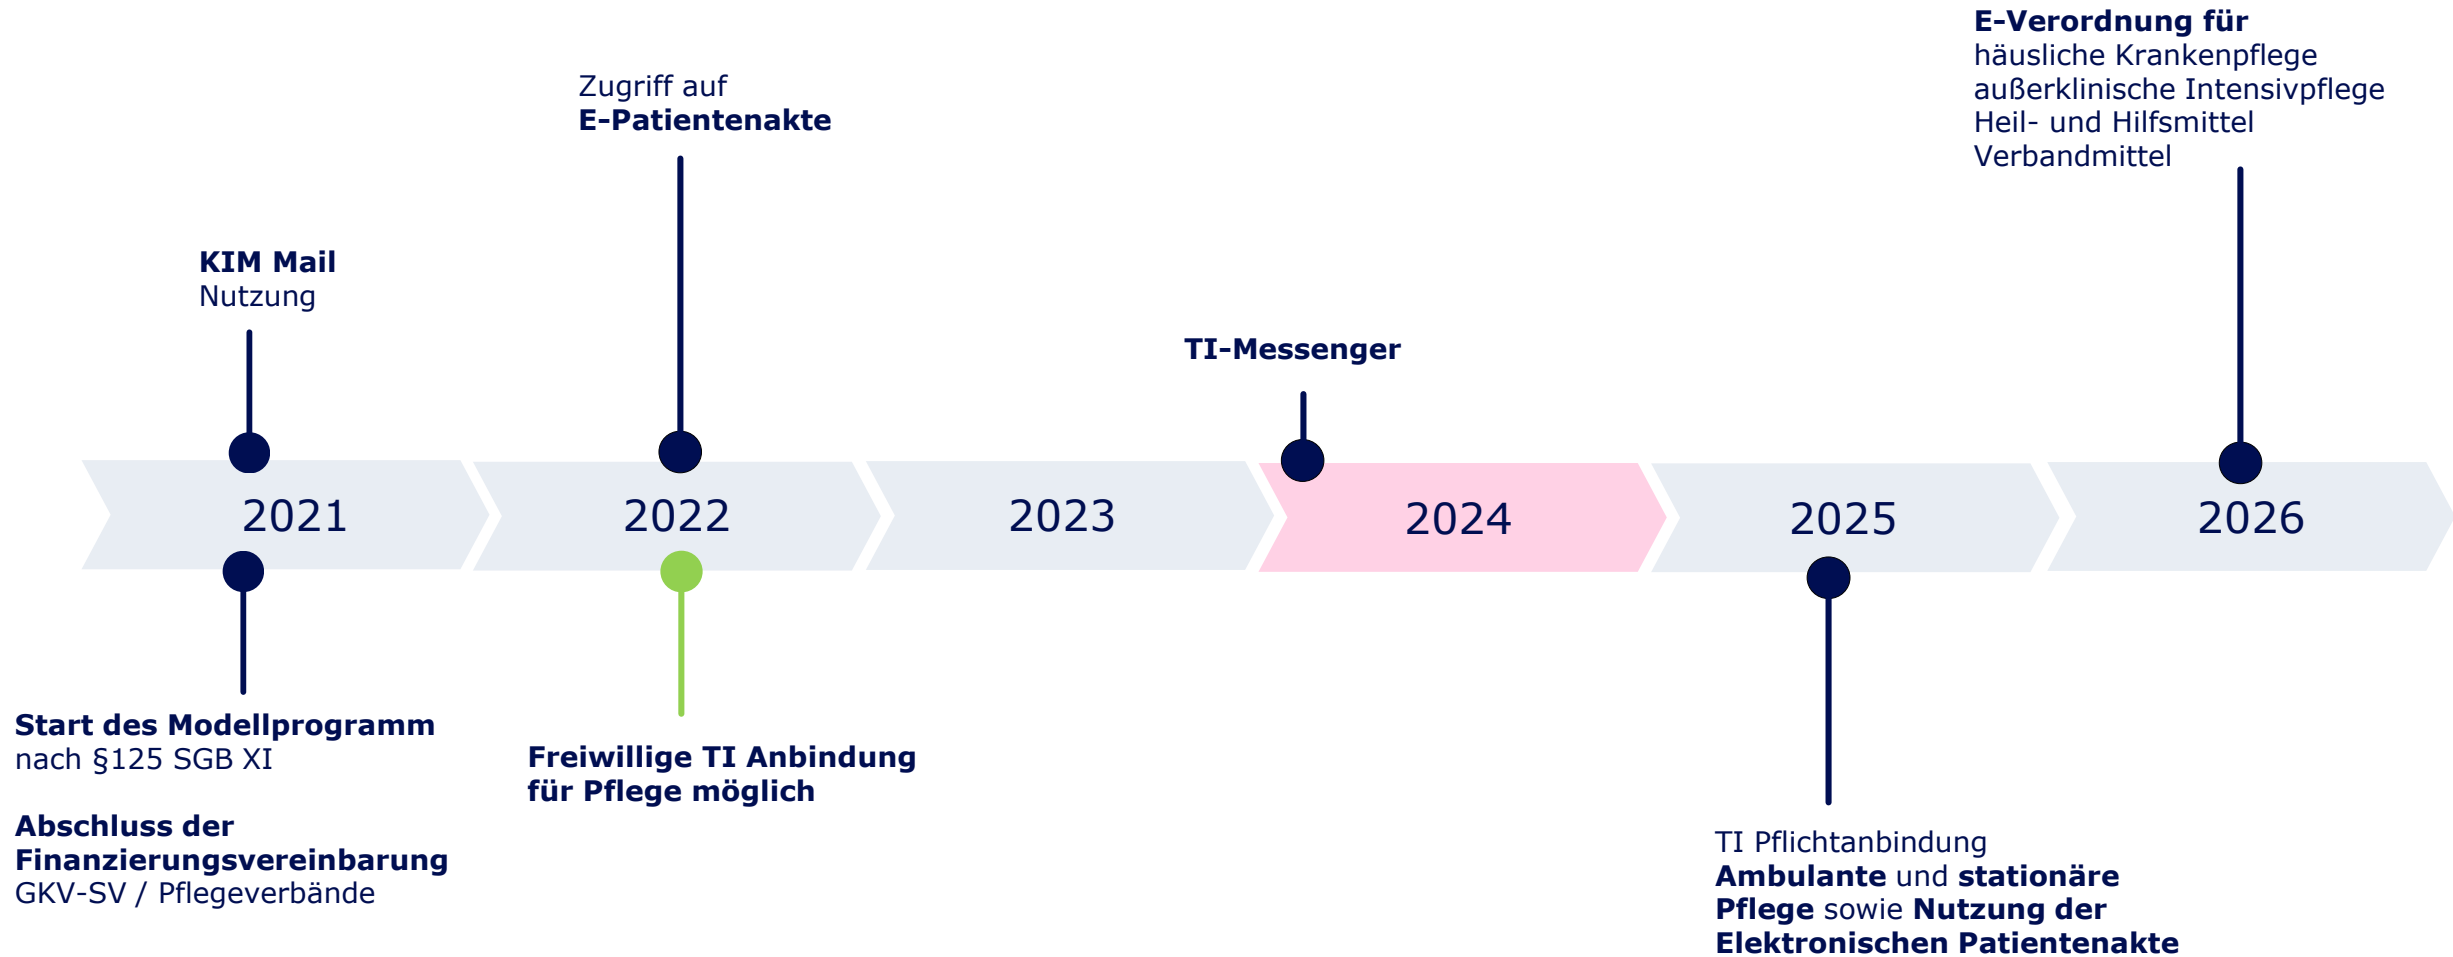 E-Verordnung für
häusliche Krankenpflege
außerklinische Intensivpflege
Heil- und Hilfsmittel
Verbandmittel
Zugriff auf
E-Patientenakte
KIM Mail
Nutzung
TI-Messenger
2021
2022
2023
2024
2025
2026
Start des Modellprogramm
nach §125 SGB XI
Abschluss der
Finanzierungsvereinbarung
GKV-SV / Pflegeverbände
Freiwillige TI Anbindung
für Pflege möglich
TI Pflichtanbindung
Ambulante und stationäre
Pflege sowie Nutzung der
Elektronischen Patientenakte